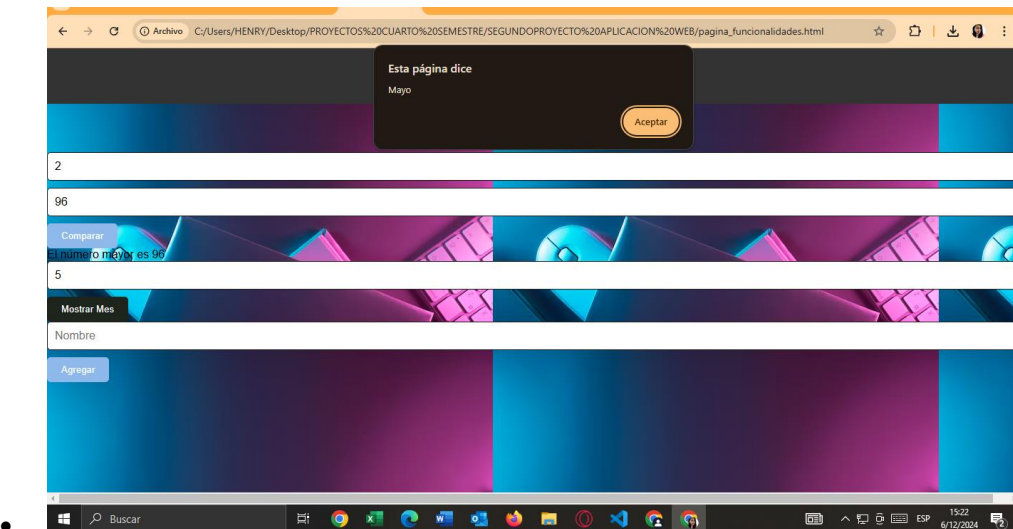 Archivo C:/Users/HENRY/Desktop/PROYECTOS%20CUARTO%20SEMESTRE/SEGUNDOPROYECTO%20APLICACION%20WEB/pagina_funcionalidades.html
Esta página dice
Mayo
Aceptar
2
96
Comparar
El número mayor es 96
5
Mostrar Mes
Nombre
Agregar
Buscar
ESP
15:22
6/12/2024
2